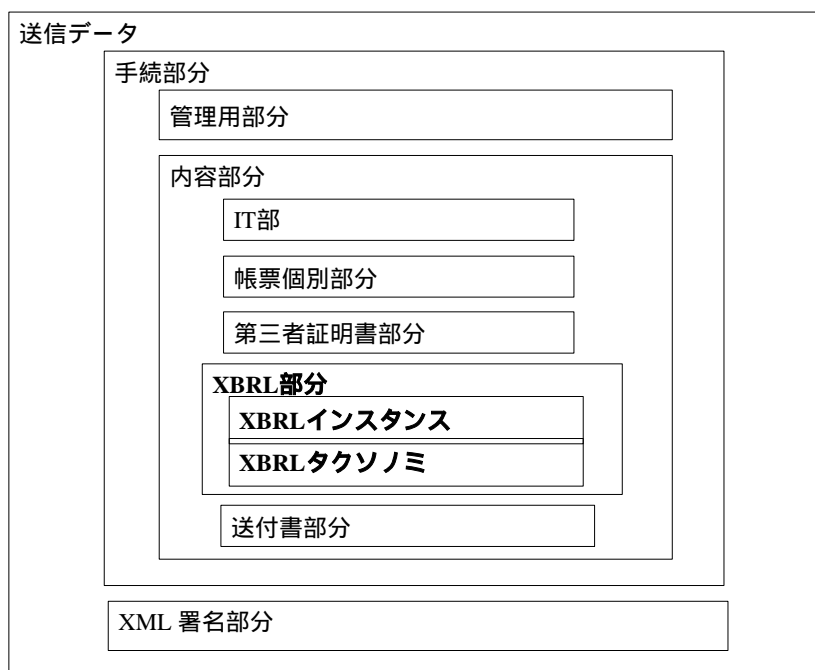 送信データ
手続部分
管理用部分
内容部分
IT部
帳票個別部分
第三者証明書部分
XBRL部分
XBRLインスタンス
XBRLタクソノミ
送付書部分
XML 署名部分